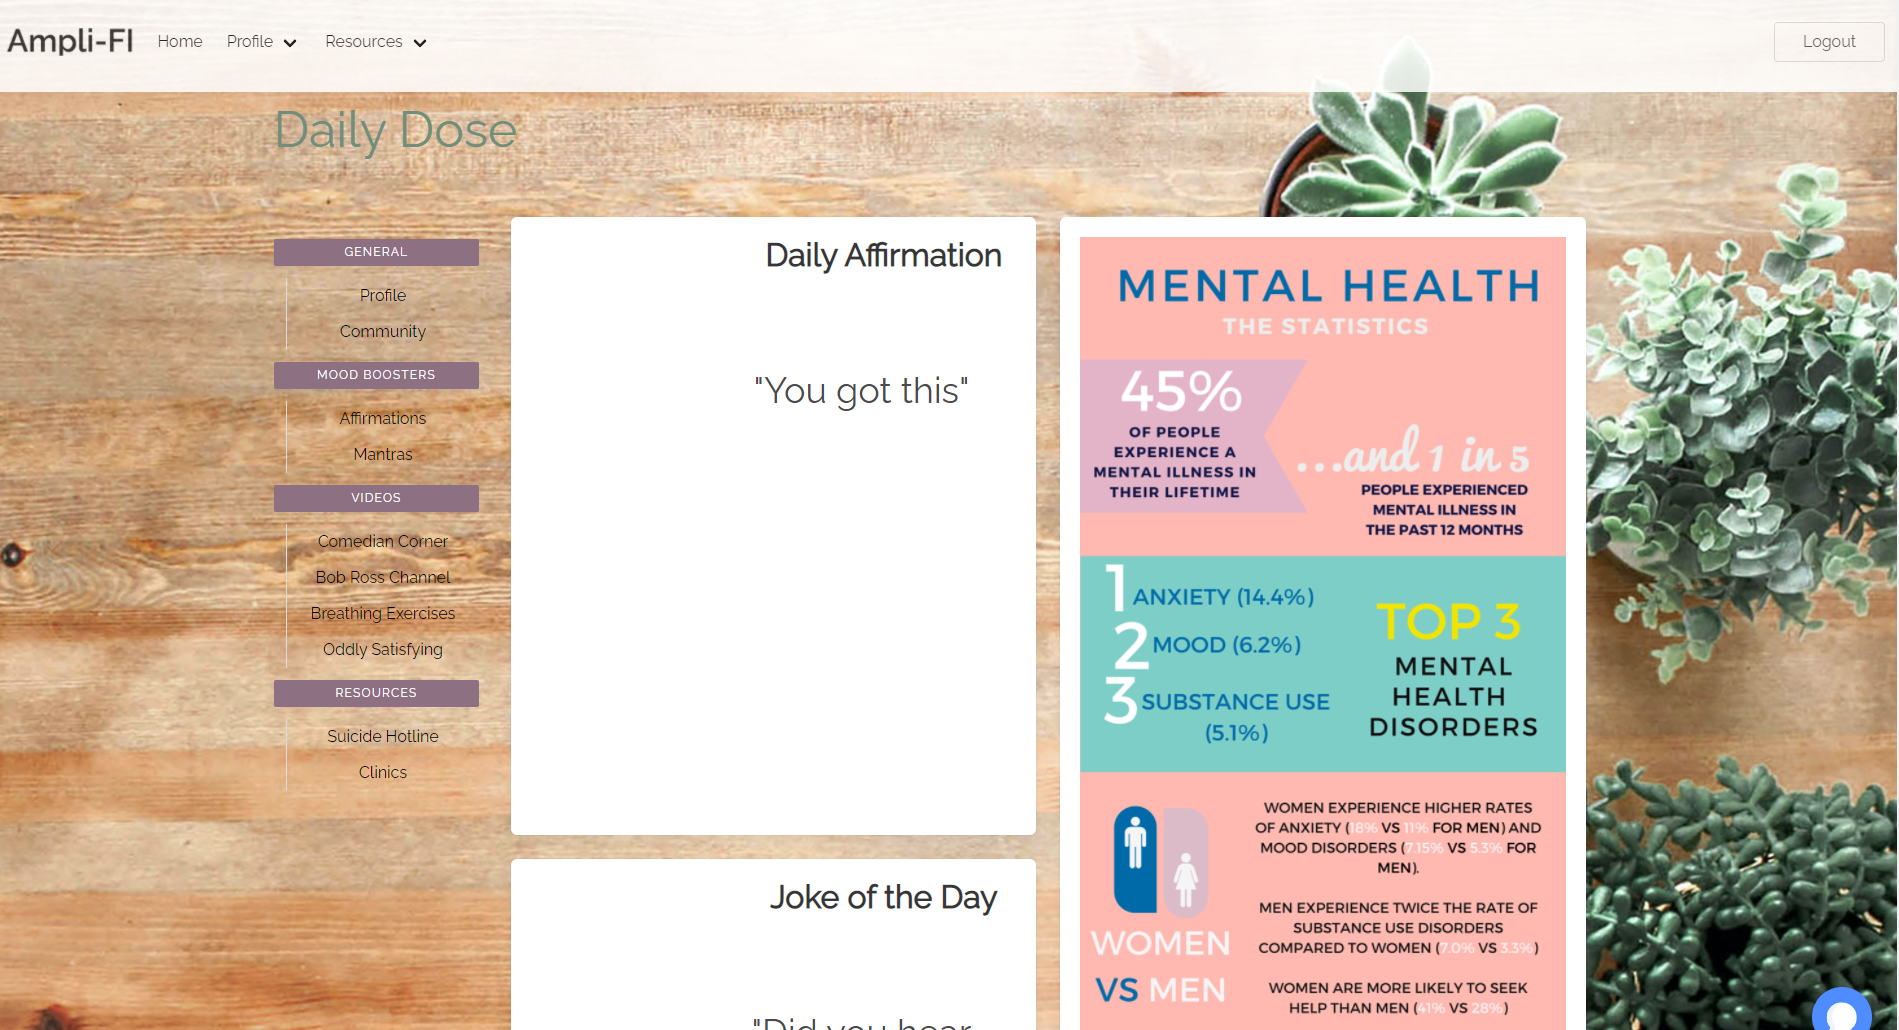 Ampli-FI Home Profile Resources Logout
Daily Dose
GENERAL
Profile
Community
MOOD BOOSTERS
Affirmations
Mantras
VIDEOS
Comedian Corner
Bob Ross Channel
Breathing Exercises
Oddly Satisfying
RESOURCES
Suicide Hotline
Clinics
Daily Affirmation
"You got this"
Joke of the Day
"Did you hear
MENTAL HEALTH
THE STATISTICS
45%
OF PEOPLE
EXPERIENCE A
MENTAL ILLNESS IN
THEIR LIFETIME
...and 1 in 5
PEOPLE EXPERIENCED
MENTAL ILLNESS IN
THE PAST 12 MONTHS
1 ANXIETY (14.4%)
2 MOOD (6.2%)
3 SUBSTANCE USE
(5.1%)
TOP 3
MENTAL
HEALTH
DISORDERS
WOMEN
VS MEN
WOMEN EXPERIENCE HIGHER RATES
OF ANXIETY (18% VS 11% FOR MEN) AND
MOOD DISORDERS (7.15% VS 5.3% FOR
MEN).
MEN EXPERIENCE TWICE THE RATE OF
SUBSTANCE USE DISORDERS
COMPARED TO WOMEN (7.0% VS 3.3%)
WOMEN ARE MORE LIKELY TO SEEK
HELP THAN MEN (41% VS 28%)